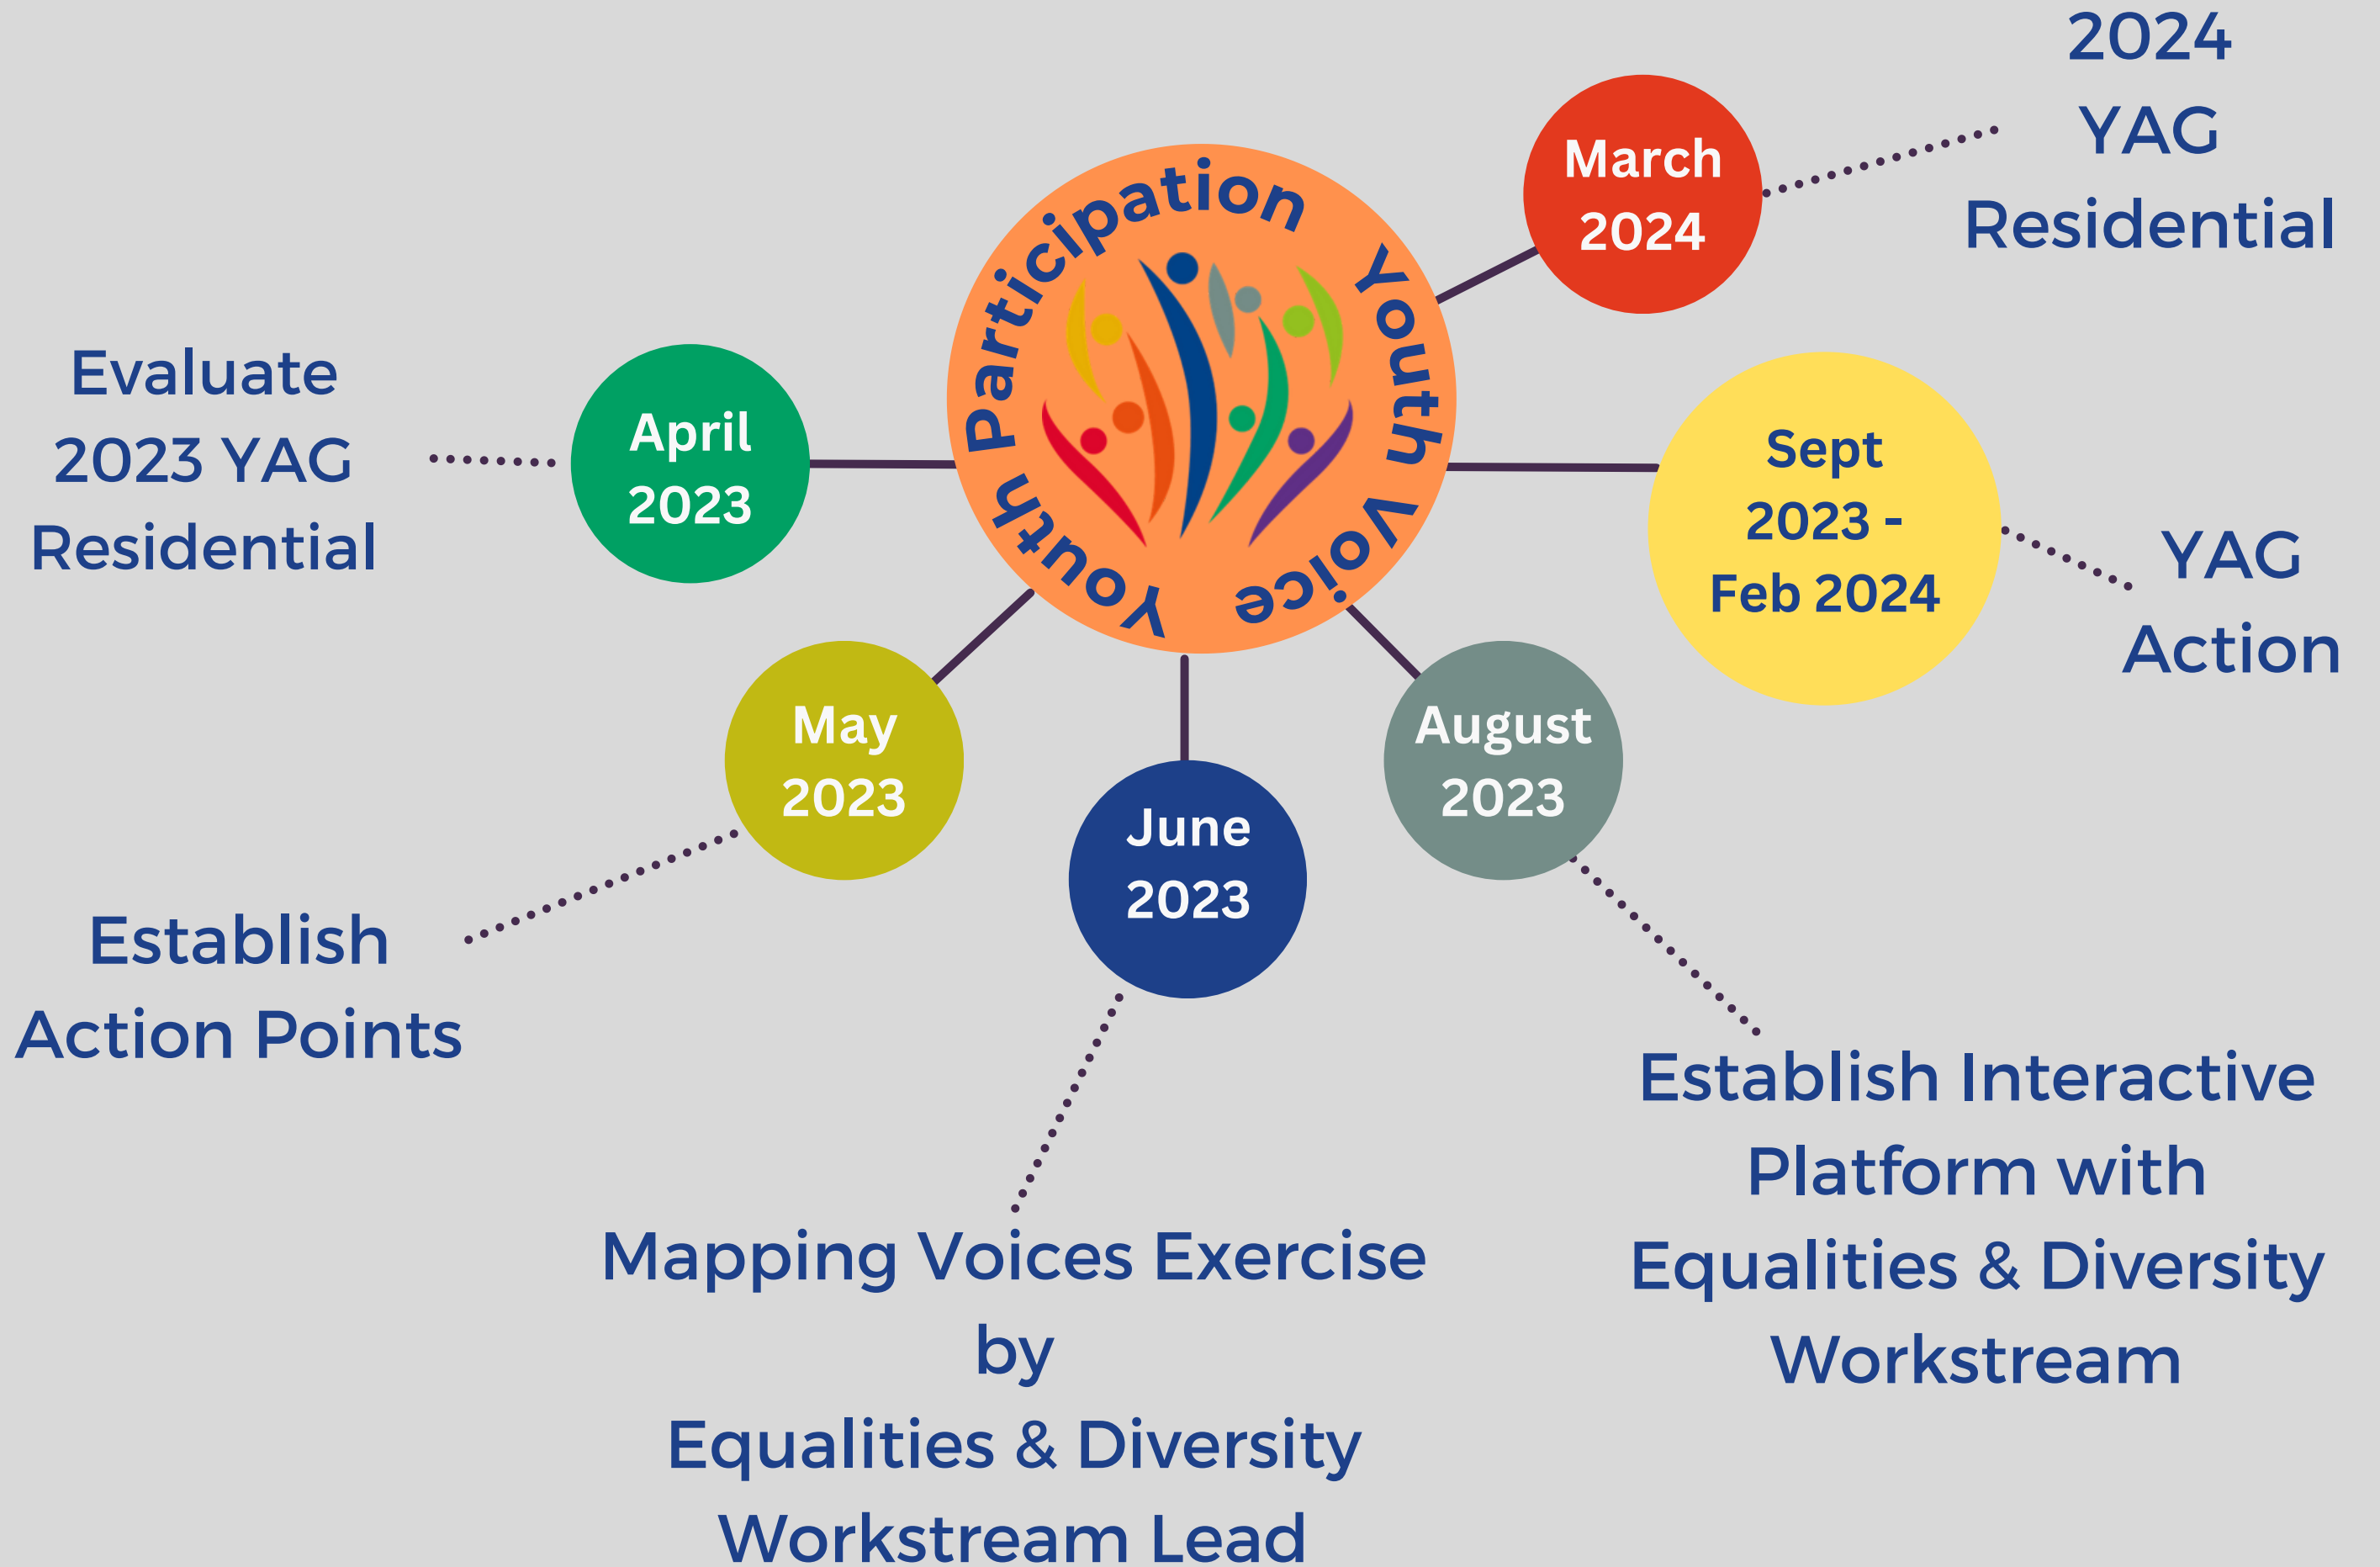 Youth Participation
Youth Voice
April
2023
Evaluate
2023 YAG
Residential
May
2023
Establish
Action Points
June
2023
Mapping Voices Exercise
by
Equalities & Diversity
Workstream Lead
August
2023
Establish Interactive
Platform with
Equalities & Diversity
Workstream
Sept
2023 -
Feb 2024
YAG
Action
March
2024
2024
YAG
Residential